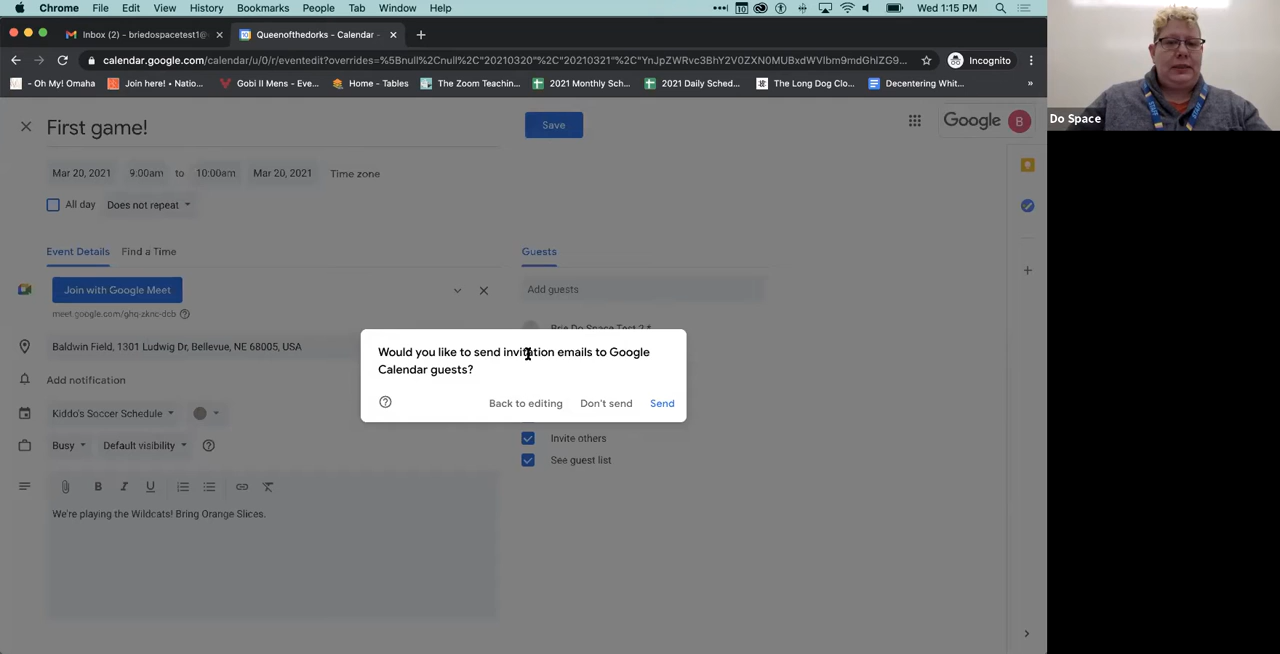 Chrome File Edit View History Bookmarks People Tab Window Help Wed 1:15 PM
Inbox (2) - briedospacetest1@
Queenofthedorks - Calendar -
calendar.google.com/calendar/u/0/r/eventedit?overrides=%5Bnull%2Cnull%2C"20210320"%2C"20210321"%2C"YnJpZWRvc3BhY2V0ZXN0MUBxdWVlbm9mdGhlZG9... Incognito
- Oh My! Omaha Join here! • Natio... Gobi II Mens - Eve... Home - Tables The Zoom Teachin... 2021 Monthly Sch... 2021 Daily Sched... The Long Dog Clo... Decentering Whit... »
First game!
Save
Google B
Mar 20, 2021 9:00am to 10:00am Mar 20, 2021 Time zone
All day Does not repeat
Event Details Find a Time
Guests
Join with Google Meet
Add guests
meet.google.com/ghq-zknc-dcb
Brie Do Space Test 2 *
Baldwin Field, 1301 Ludwig Dr, Bellevue, NE 68005, USA
Would you like to send invitation emails to Google
Calendar guests?
Back to editing Don't send Send
Add notification
Kiddo's Soccer Schedule
Busy Default visibility
Invite others
See guest list
B I U
We're playing the Wildcats! Bring Orange Slices.
Do Space
STAFF
STAFF